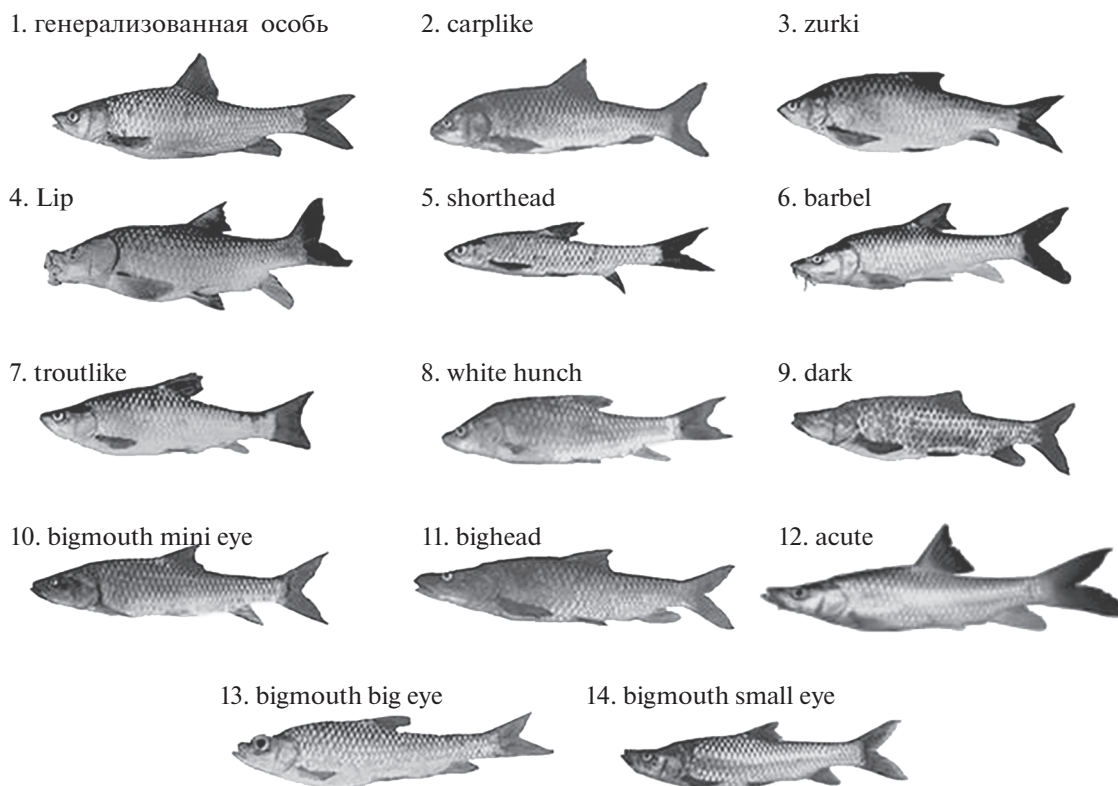 1. генерализованная особь
2. carplike
3. zurki
4. Lip
5. shorthead
6. barbel
7. troutlike
8. white hunch
9. dark
10. bigmouth mini eye
11. bighead
12. acute
13. bigmouth big eye
14. bigmouth small eye